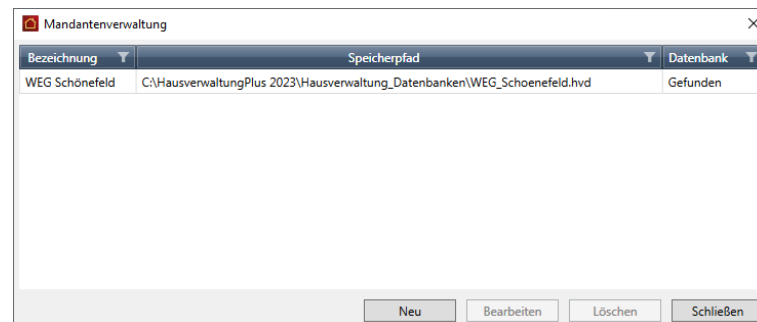 Mandantenverwaltung
Bezeichnung Speicherpfad Datenbank
WEG Schönefeld C:\HausverwaltungPlus 2023\Hausverwaltung_Datenbanken\WEG_Schoenefeld.hvd Gefunden
Neu Bearbeiten Löschen Schließen